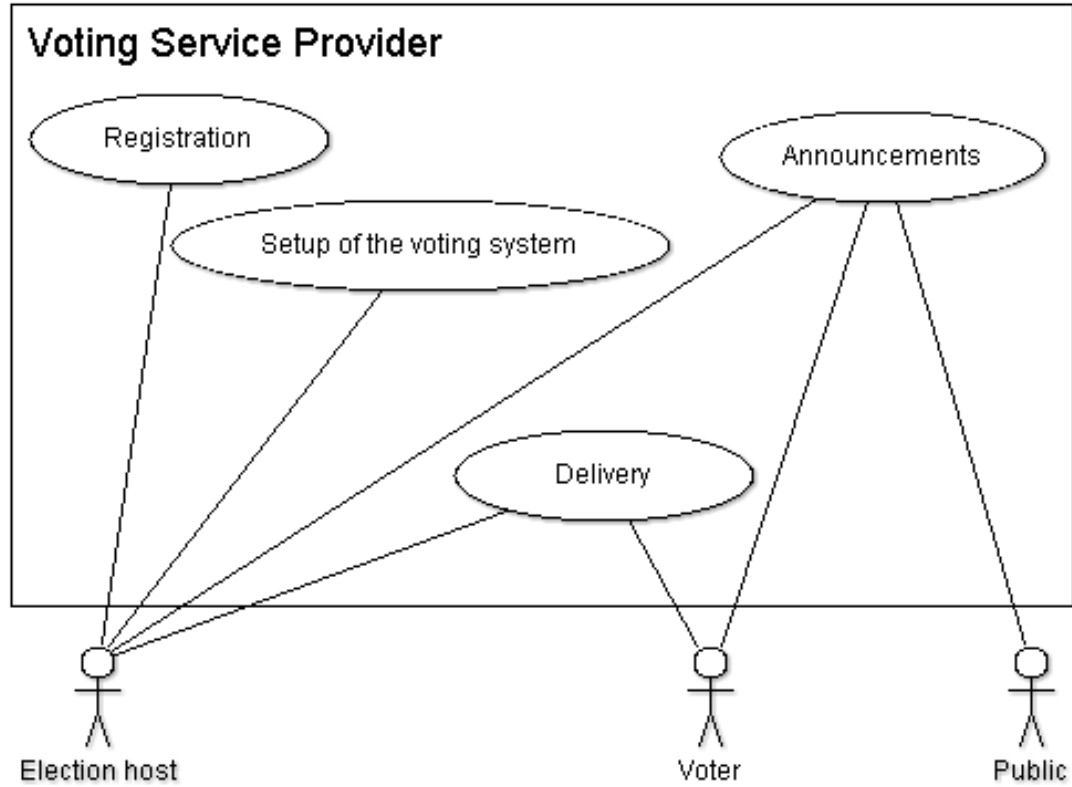 Voting Service Provider
Registration
Announcements
Setup of the voting system
Delivery
Election host
Voter
Public